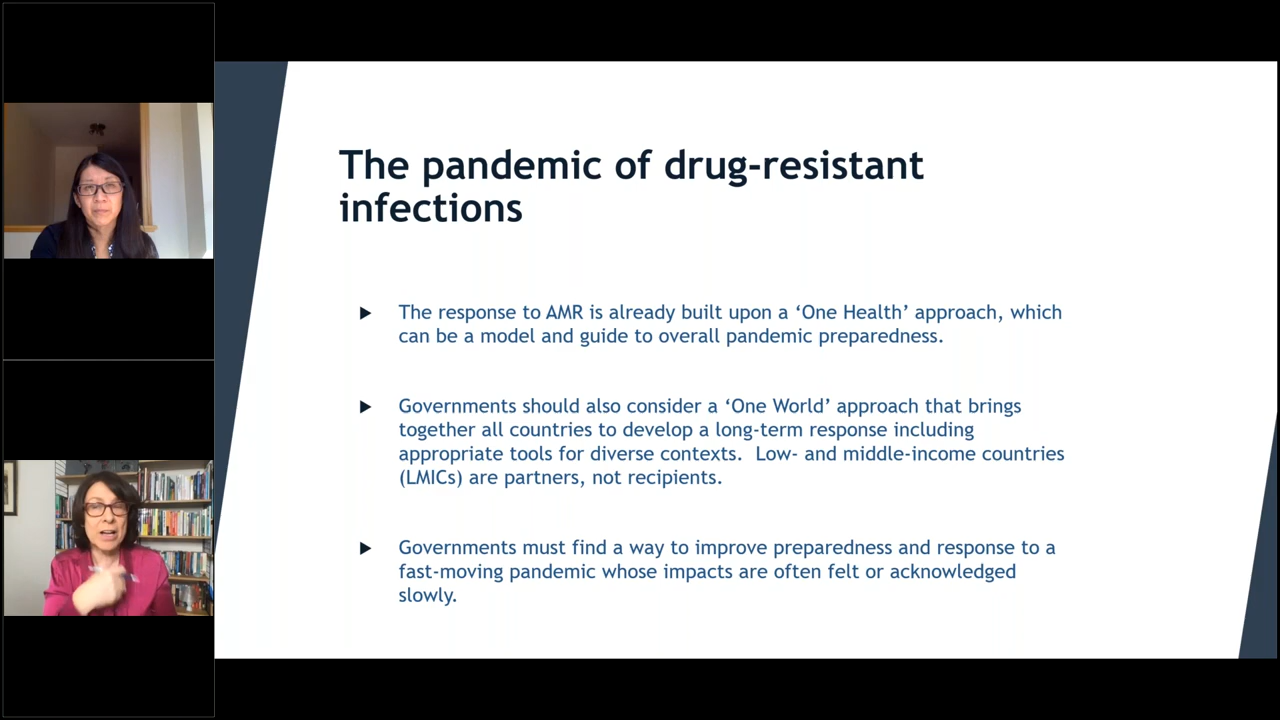 The pandemic of drug-resistant
infections
The response to AMR is already built upon a ‘One Health’ approach, which
can be a model and guide to overall pandemic preparedness.
Governments should also consider a ‘One World’ approach that brings
together all countries to develop a long-term response including
appropriate tools for diverse contexts.  Low- and middle-income countries
(LMICs) are partners, not recipients.
Governments must find a way to improve preparedness and response to a
fast-moving pandemic whose impacts are often felt or acknowledged
slowly.